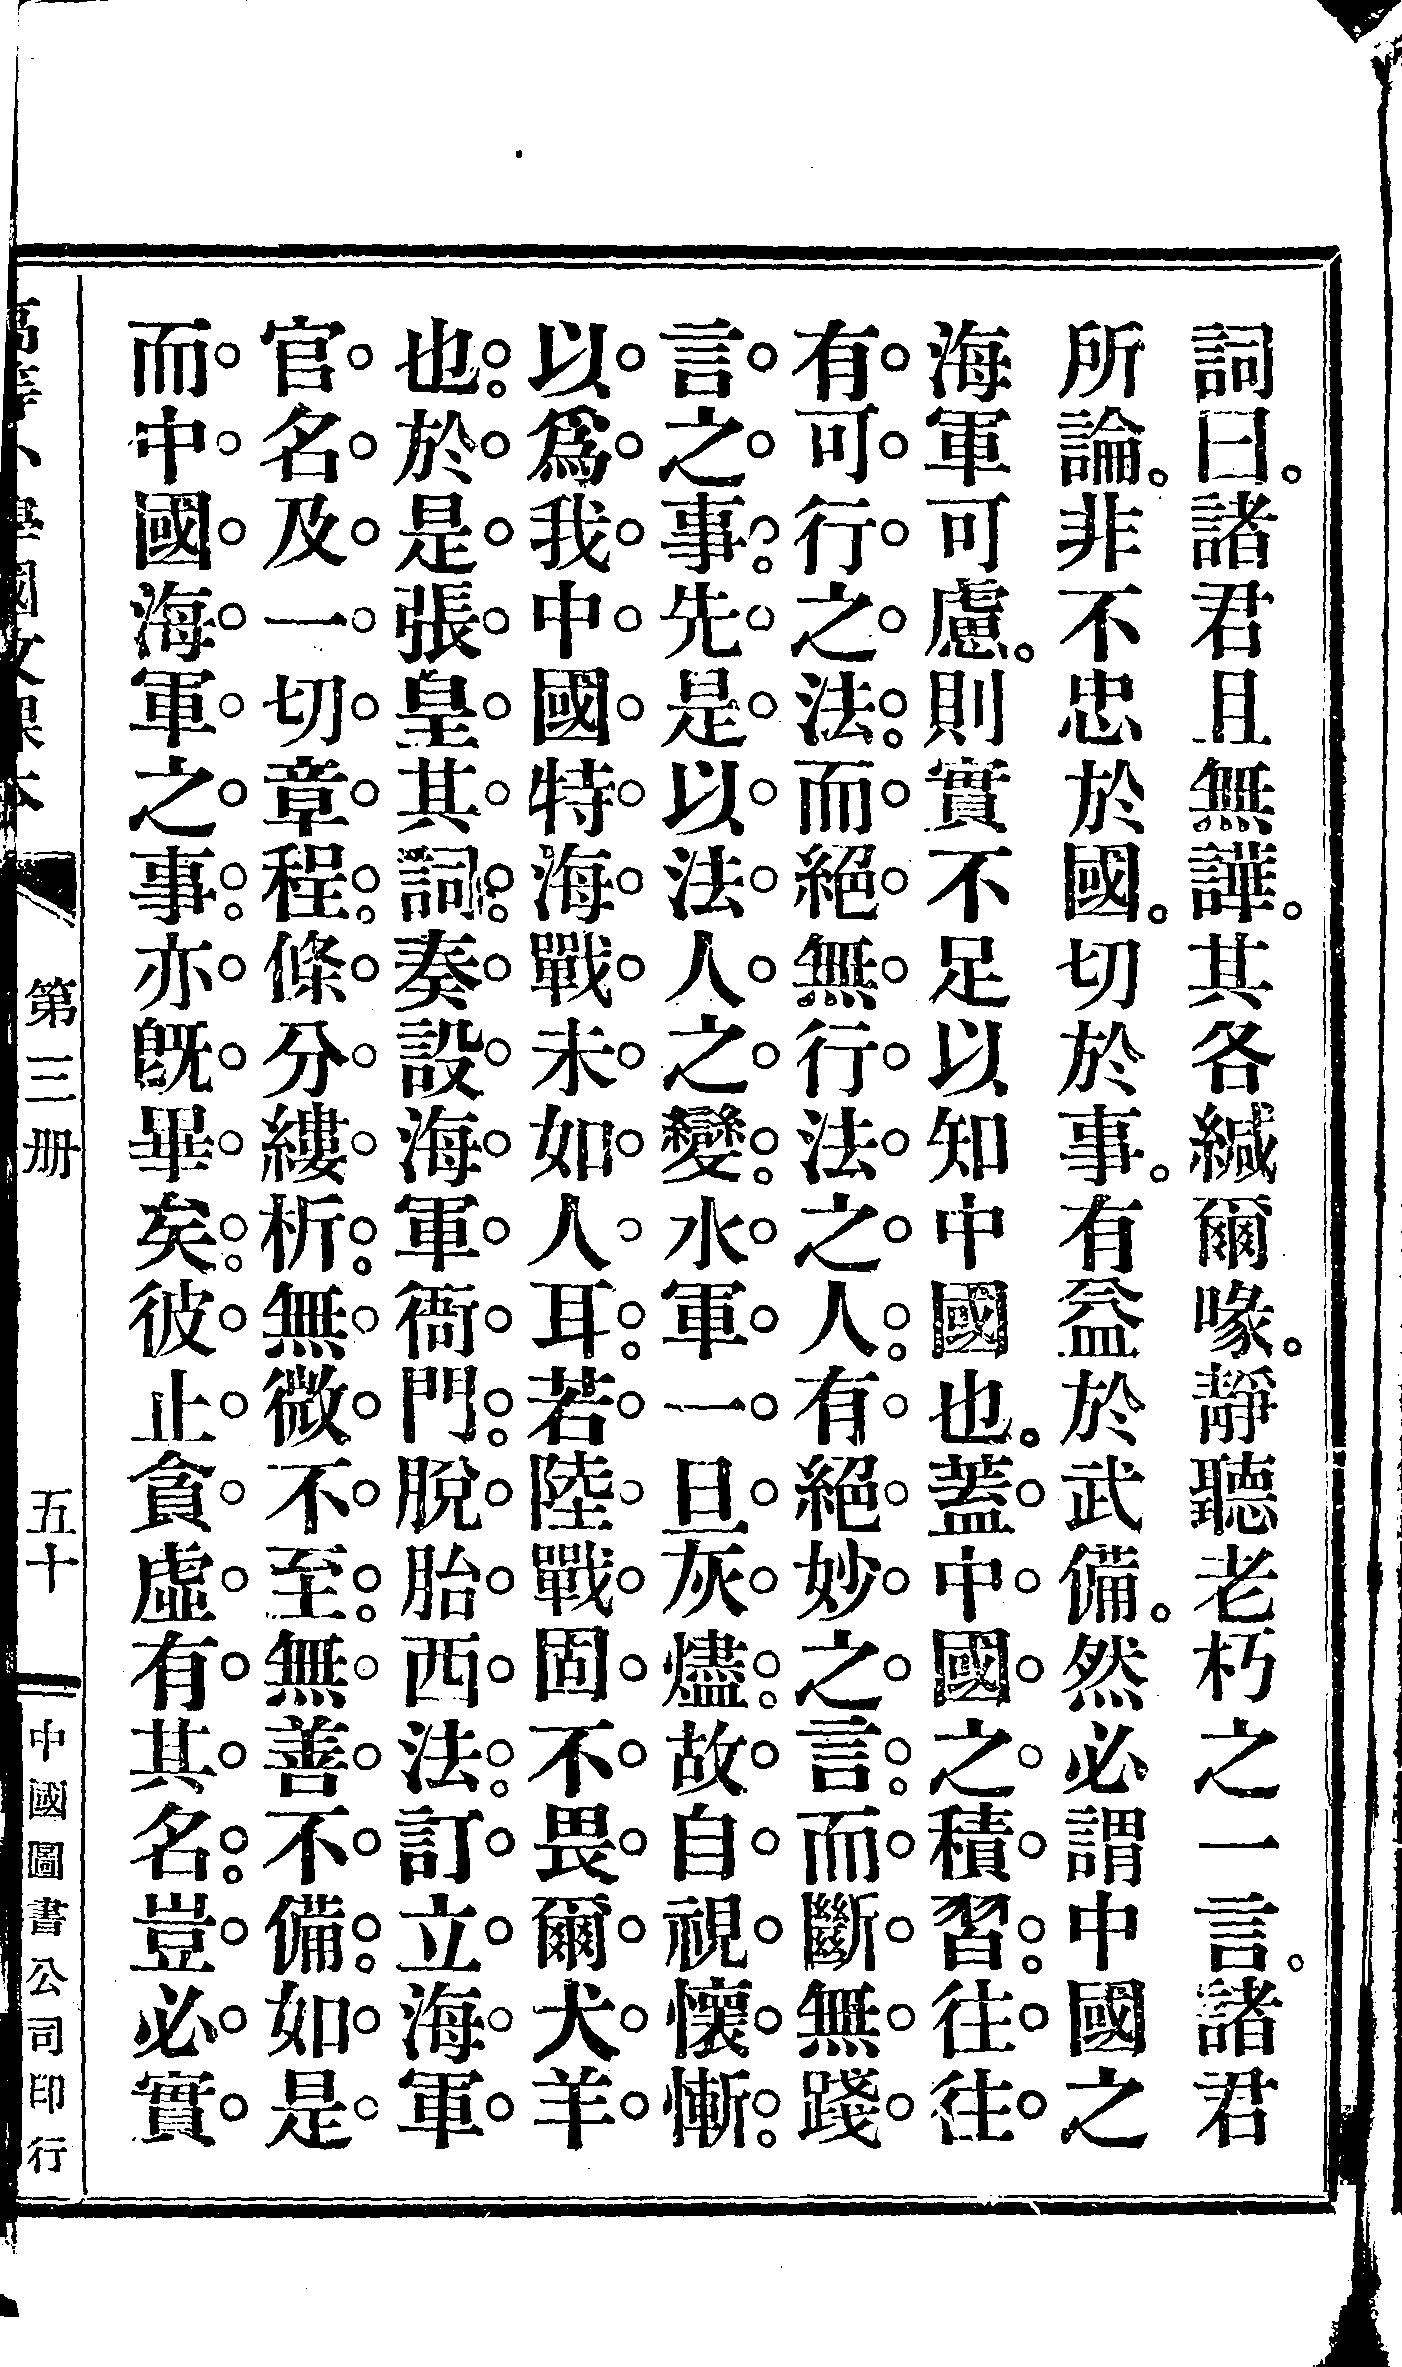 詞曰。諸君且無譁。其各緘爾喙。靜聽老朽之一言。諸君
所論。非不忠於國。切於事。有益於武備。然必謂中國之
海軍可慮。則實不足以知中國也。蓋中國之積習。往往
有可行之法。而絕無行法之人。有絕妙之言。而斷無踐
言之事。先是以法人之變。水軍一旦灰燼。故自視懷慚。
以爲我中國特海戰未如人耳。若陸戰固不畏爾犬羊
也。於是張皇其詞。奏設海軍衙門。脫胎西法。訂立海軍
官名及一切章程。條分縷析。無微不至。無善不備。如是
而中國海軍之事。亦旣畢矣。彼止貪虛有其名。豈必實
高等小學國文課本 第三册 五十 中國圖書公司印行